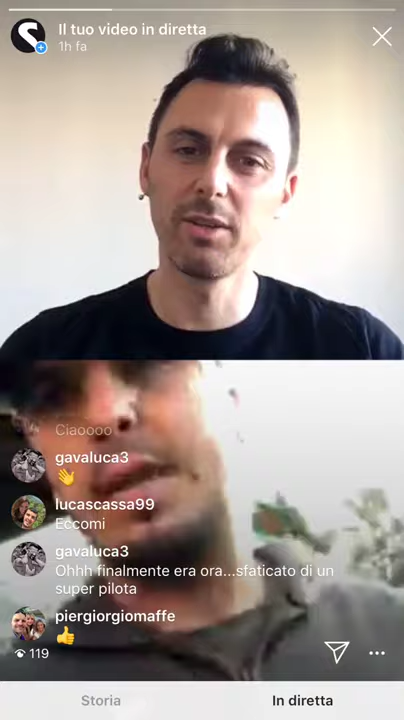 Il tuo video in diretta
1h fa
Ciaoooo
gavaluca3
👋
lucascassa99
Eccomi
gavaluca3
Ohhh finalmente era ora...sfaticato di un
super pilota
piergiorgiomaffe
👍
119
Storia
In diretta